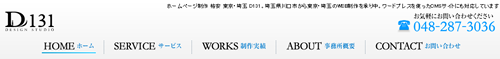 ホームページ制作 格安 東京・埼玉 D131、埼玉県川口市から東京・埼玉のWEB制作を承り中、ワードプレスを使ったCMSサイトにも対応しています
D131
DESIGN STUDIO
お気軽にお問い合わせください
048-287-3036
HOME ホーム SERVICE サービス WORKS 制作実績 ABOUT 事務所概要 CONTACT お問い合わせ